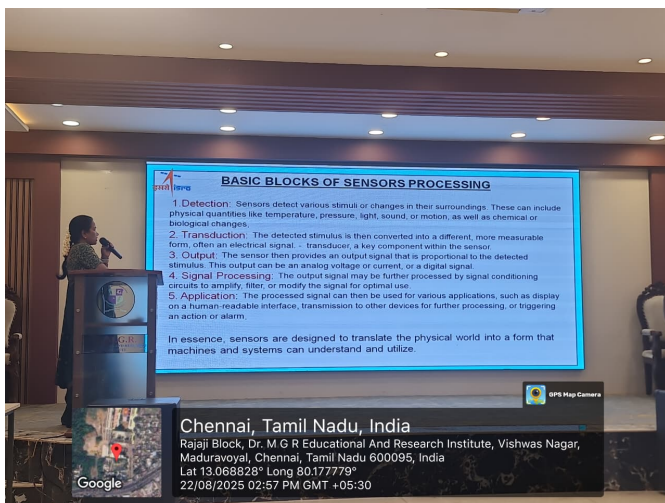 इसरो isro
BASIC BLOCKS OF SENSORS PROCESSING
1.Detection: Sensors detect various stimuli or changes in their surroundings. These can include
physical quantities like temperature, pressure, light, sound, or motion, as well as chemical or
biological changes,
2. Transduction: The detected stimulus is then converted into a different, more measurable
form, often an electrical signal. - transducer, a key component within the sensor.
3. Output: The sensor then provides an output signal that is proportional to the detected
stimulus. This output can be an analog voltage or current, or a digital signal.
4. Signal Processing: The output signal may be further processed by signal conditioning
circuits to amplify, filter, or modify the signal for optimal use.
5. Application: The processed signal can then be used for various applications, such as display
on a human-readable interface, transmission to other devices for further processing, or triggering
an action or alarm.
In essence, sensors are designed to translate the physical world into a form that
machines and systems can understand and utilize.
GPS Map Camera
Chennai, Tamil Nadu, India
Rajaji Block, Dr. M G R Educational And Research Institute, Vishwas Nagar,
Maduravoyal, Chennai, Tamil Nadu 600095, India
Lat 13.068828° Long 80.177779°
22/08/2025 02:57 PM GMT +05:30
Google